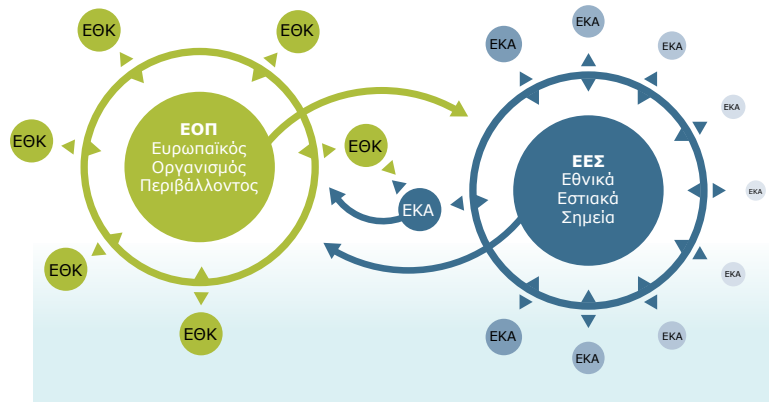 ΕΘΚ
ΕΘΚ
ΕΘΚ
ΕΘΚ
ΕΘΚ
ΕΘΚ
ΕΟΠ
Ευρωπαϊκός
Οργανισμός
Περιβάλλοντος
ΕΚΑ
ΕΚΑ
ΕΚΑ
ΕΚΑ
ΕΚΑ
ΕΚΑ
ΕΚΑ
ΕΚΑ
ΕΚΑ
ΕΚΑ
ΕΕΣ
Εθνικά
Εστιακά
Σημεία